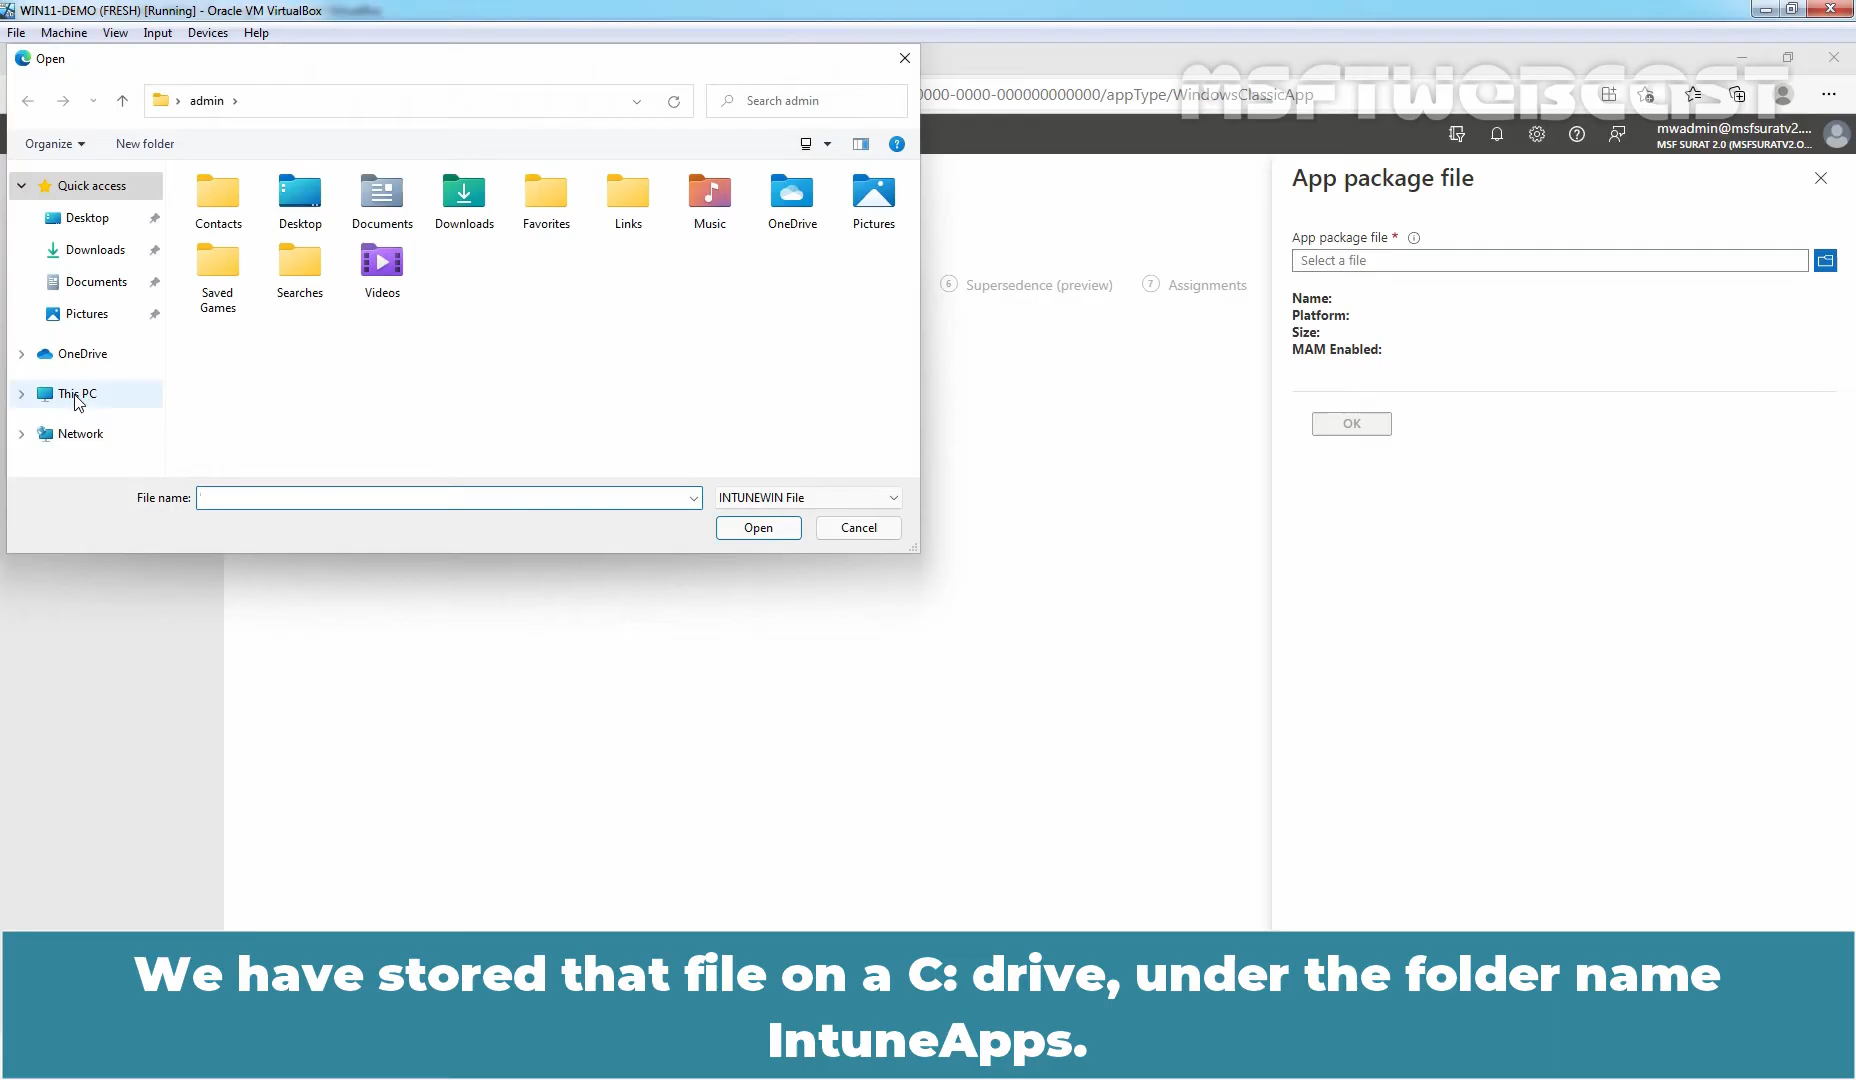 WIN11-DEMO (FRESH) [Running] - Oracle VM VirtualBox
File Machine View Input Devices Help
Open
admin
Search admin
0000-0000-000000000000/appType/WindowsClassicApp
MSFTWEBCAST
Organize New folder
mwadmin@msfsuratv2....
MSF SURAT 2.0 (MSFSURATV2.O...
Quick access
Desktop
Downloads
Documents
Pictures
OneDrive
This PC
Network
Contacts Desktop Documents Downloads Favorites Links Music OneDrive Pictures
Saved Games Searches Videos
File name:
INTUNEWIN File
Open Cancel
6 Supersedence (preview) 7 Assignments
App package file
App package file *
Select a file
Name:
Platform:
Size:
MAM Enabled:
OK
We have stored that file on a C: drive, under the folder name
IntuneApps.